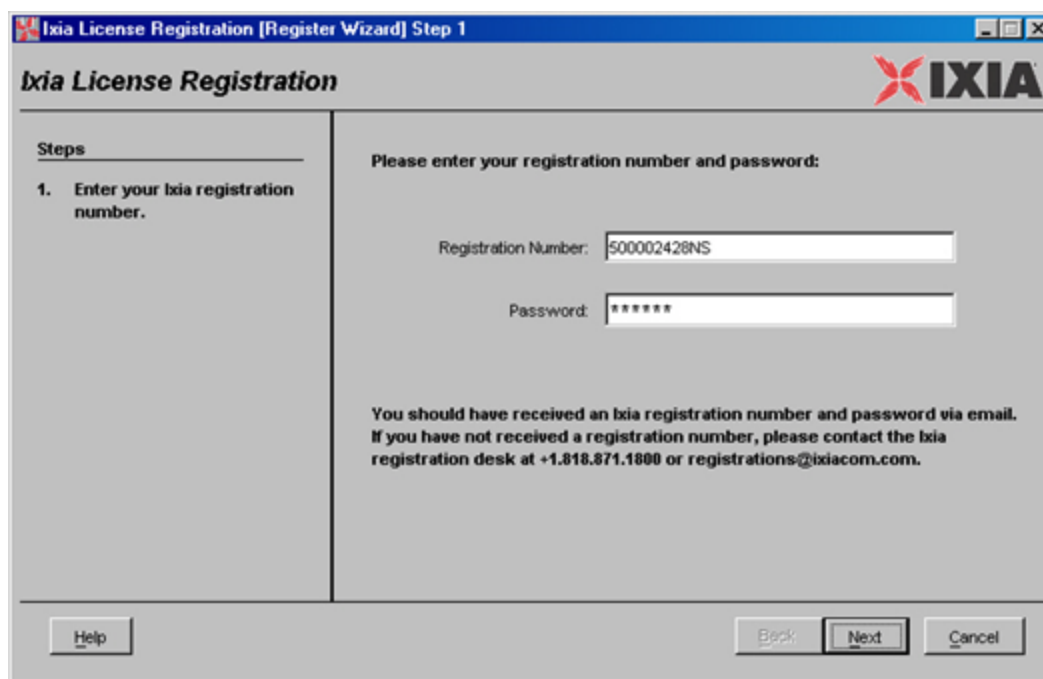 Ixia License Registration [Register Wizard] Step 1
Ixia License Registration
IXIA
Steps
1. Enter your Ixia registration
number.
Please enter your registration number and password:
Registration Number: 500002428NS
Password: ******
You should have received an Ixia registration number and password via email.
If you have not received a registration number, please contact the Ixia
registration desk at +1.818.871.1800 or registrations@ixiacom.com.
Help
Back
Next
Cancel